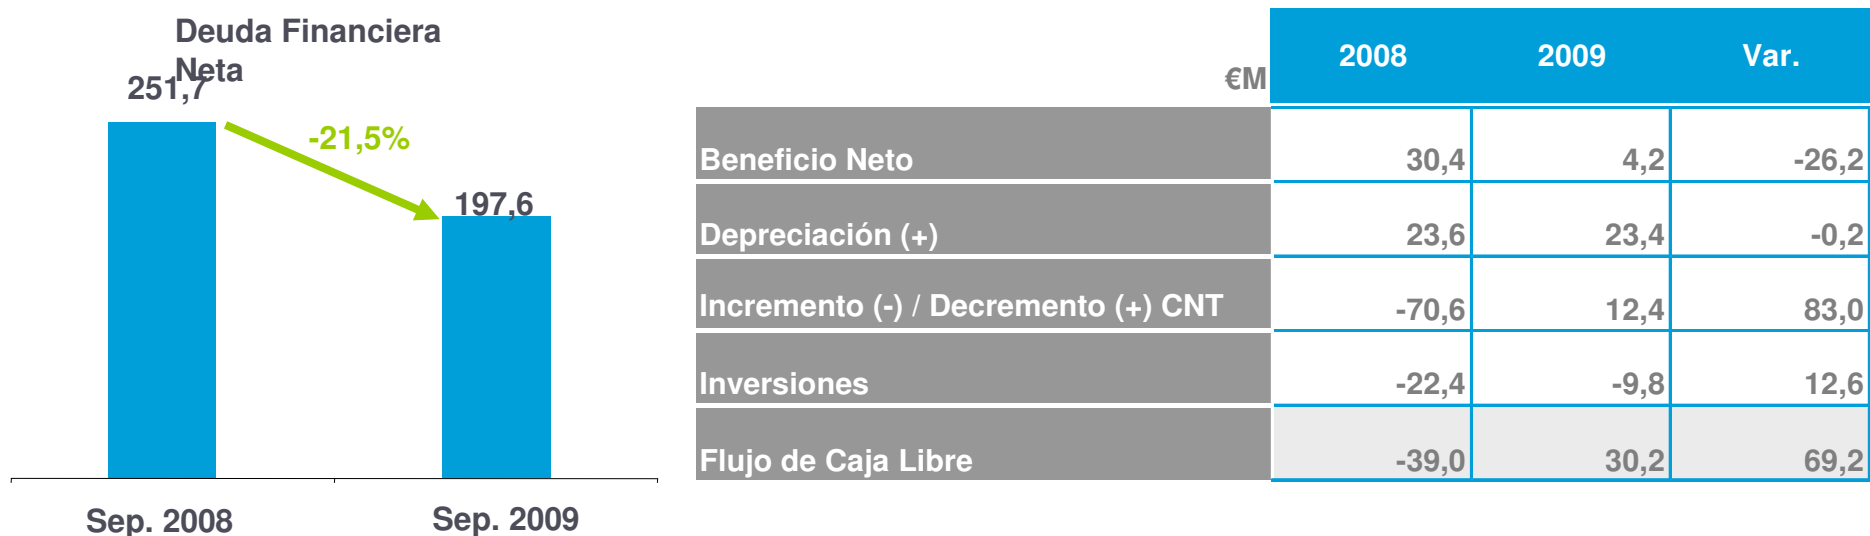 Deuda Financiera
Neta
251,7
-21,5%
197,6
Sep. 2008 Sep. 2009
€M 2008 2009 Var.
Beneficio Neto 30,4 4,2 -26,2
Depreciación (+) 23,6 23,4 -0,2
Incremento (-) / Decremento (+) CNT -70,6 12,4 83,0
Inversiones -22,4 -9,8 12,6
Flujo de Caja Libre -39,0 30,2 69,2